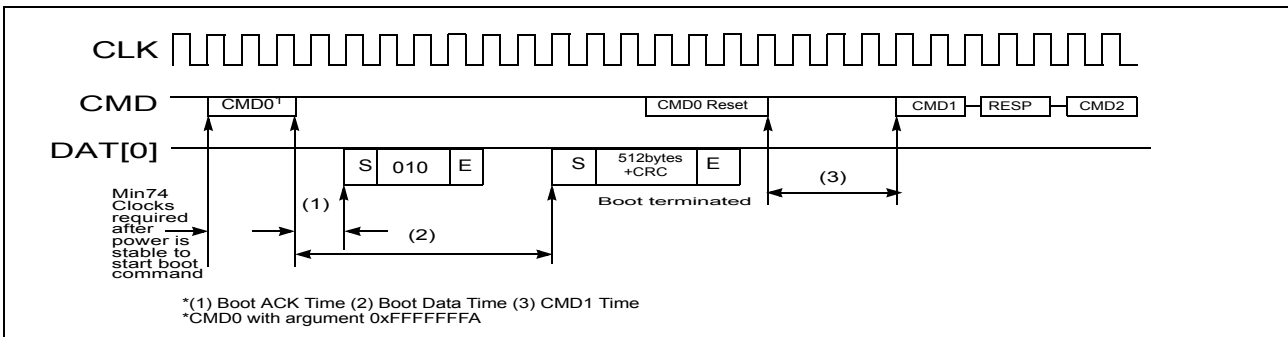 CLK
CMD
CMD0¹
CMD0 Reset
CMD1
RESP
CMD2
DAT[0]
S
010
E
S
512bytes
+CRC
E
Min74
Clocks
required
after
power is
stable to
start boot
command
(1)
(2)
Boot terminated
(3)
*(1) Boot ACK Time (2) Boot Data Time (3) CMD1 Time
*CMD0 with argument 0xFFFFFFFA